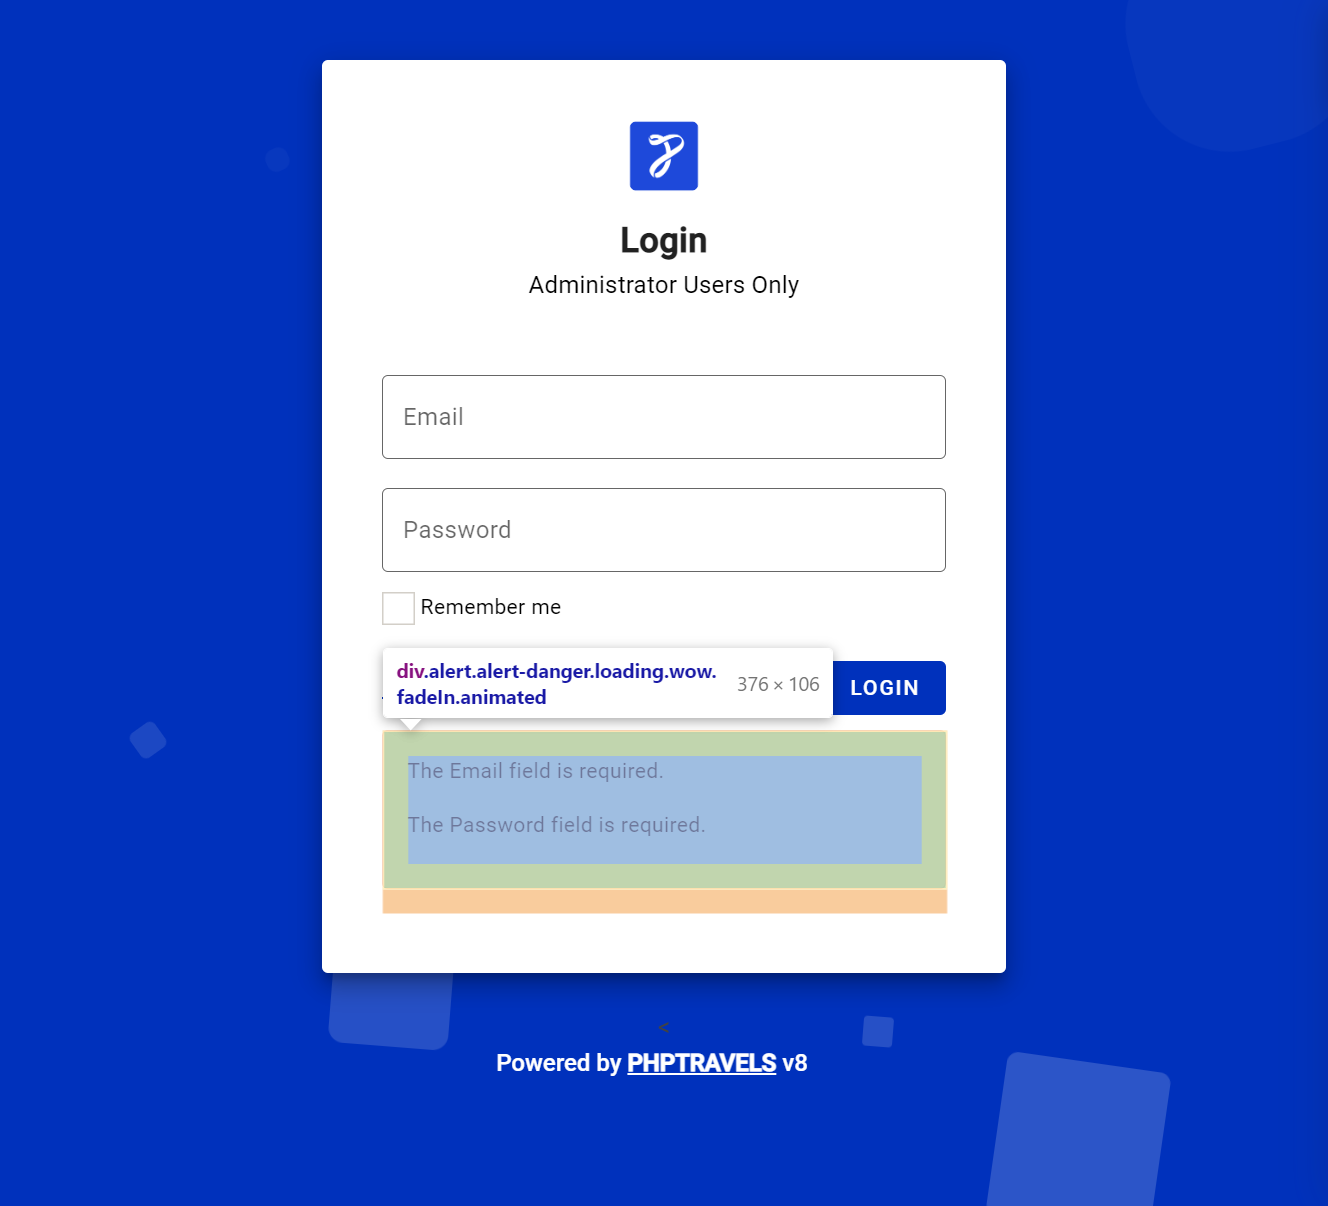 Login
Administrator Users Only
Email
Password
Remember me
div.alert.alert-danger.loading.wow.
fadeIn.animated
376 × 106
LOGIN
The Email field is required.
The Password field is required.
<
Powered by PHPTRAVELS v8